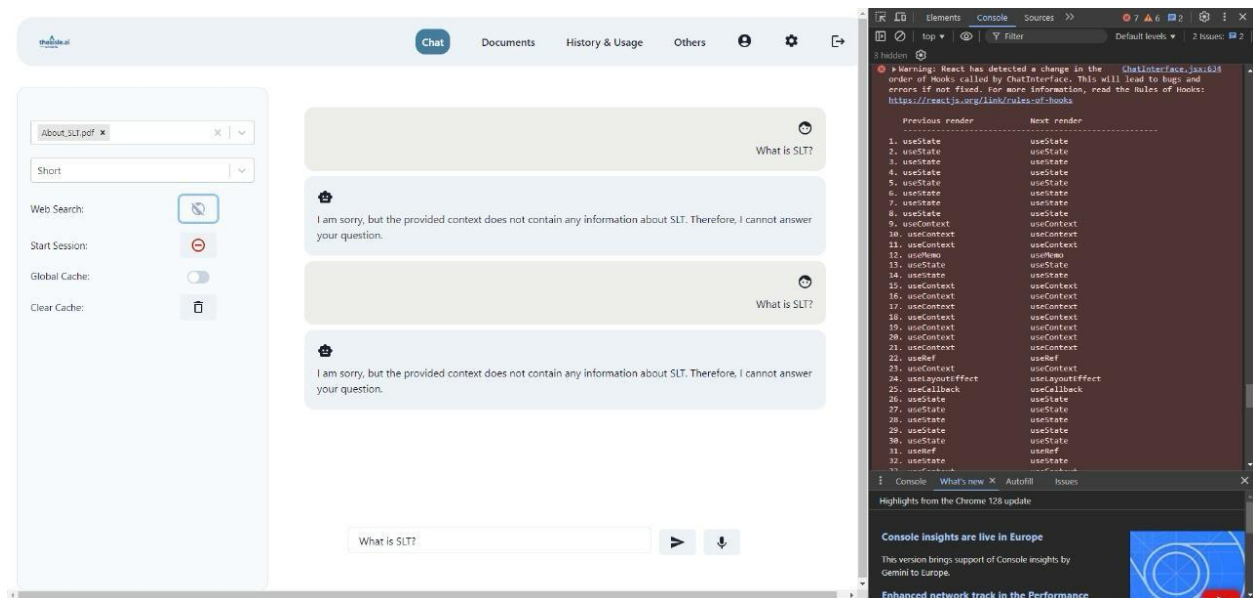 Chat
Documents
History & Usage
Others
About_SLT.pdf
Short
Web Search:
Start Session:
Global Cache:
Clear Cache:
What is SLT?
I am sorry, but the provided context does not contain any information about SLT. Therefore, I cannot answer
your question.
What is SLT?
I am sorry, but the provided context does not contain any information about SLT. Therefore, I cannot answer
your question.
What is SLT?
Elements Console Sources 7 6 2
top Filter Default levels 2 Issues: 2
3 hidden
Warning: React has detected a change in the ChatInterface.jsx:634
order of Hooks called by ChatInterface. This will lead to bugs and
errors if not fixed. For more information, read the Rules of Hooks:
https://reactjs.org/link/rules-of-hooks
Previous render Next render
------------------------------------------------------
1. useState useState
2. useState useState
3. useState useState
4. useState useState
5. useState useState
6. useState useState
7. useState useState
8. useState useState
9. useContext useContext
10. useContext useContext
11. useContext useContext
12. useMemo useMemo
13. useState useState
14. useState useState
15. useContext useContext
16. useContext useContext
17. useContext useContext
18. useContext useContext
19. useContext useContext
20. useContext useContext
21. useContext useContext
22. useRef useRef
23. useContext useContext
24. useLayoutEffect useLayoutEffect
25. useCallback useCallback
26. useState useState
27. useState useState
28. useState useState
29. useState useState
30. useState useState
31. useRef useRef
32. useState useState
Console What's new Autofill Issues
Highlights from the Chrome 128 update
Console insights are live in Europe
This version brings support of Console insights by
Gemini to Europe.
Enhanced network track in the Performance